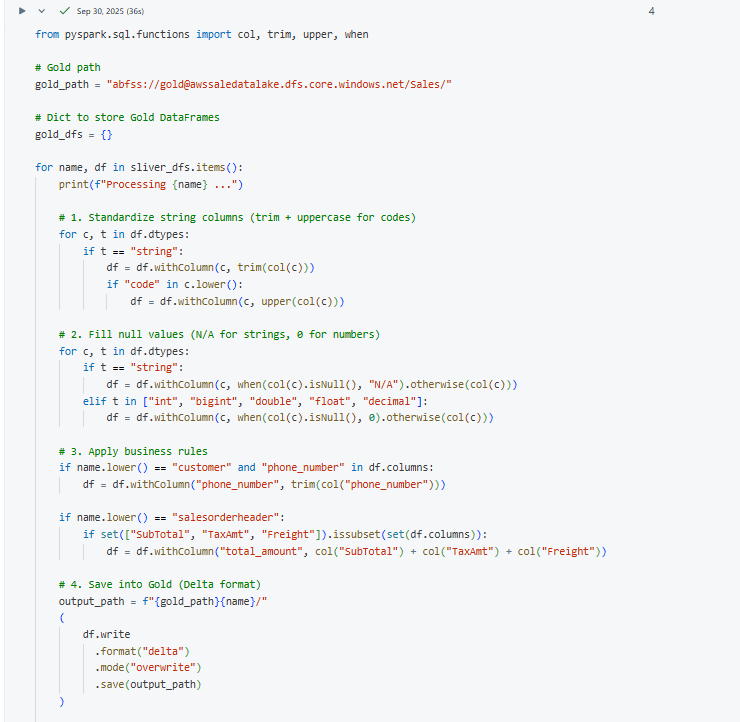 Sep 30, 2025 (36s)
4
from pyspark.sql.functions import col, trim, upper, when
# Gold path
gold_path = "abfss://gold@awssaledatalake.dfs.core.windows.net/Sales/"
# Dict to store Gold DataFrames
gold_dfs = {}
for name, df in sliver_dfs.items():
    print(f"Processing {name} ...")
    # 1. Standardize string columns (trim + uppercase for codes)
    for c, t in df.dtypes:
        if t == "string":
            df = df.withColumn(c, trim(col(c)))
            if "code" in c.lower():
                df = df.withColumn(c, upper(col(c)))
    # 2. Fill null values (N/A for strings, 0 for numbers)
    for c, t in df.dtypes:
        if t == "string":
            df = df.withColumn(c, when(col(c).isNull(), "N/A").otherwise(col(c)))
        elif t in ["int", "bigint", "double", "float", "decimal"]:
            df = df.withColumn(c, when(col(c).isNull(), 0).otherwise(col(c)))
    # 3. Apply business rules
    if name.lower() == "customer" and "phone_number" in df.columns:
        df = df.withColumn("phone_number", trim(col("phone_number")))
    if name.lower() == "salesorderheader":
        if set(["SubTotal", "TaxAmt", "Freight"]).issubset(set(df.columns)):
            df = df.withColumn("total_amount", col("SubTotal") + col("TaxAmt") + col("Freight"))
    # 4. Save into Gold (Delta format)
    output_path = f"{gold_path}{name}/"
    (
        df.write
          .format("delta")
          .mode("overwrite")
          .save(output_path)
    )